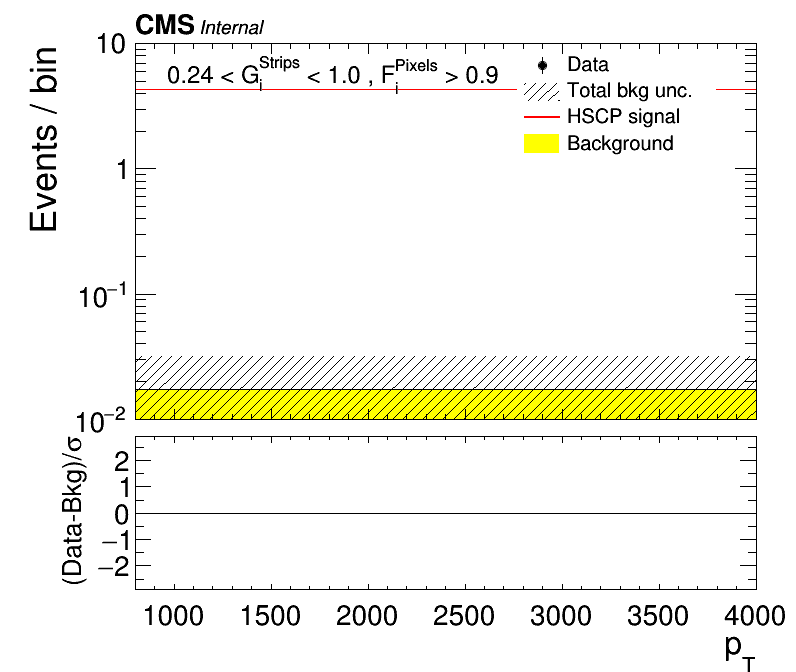 CMS Internal
Events / bin
10
1
10⁻¹
10⁻²
0.24 < G_i^Strips < 1.0 , F_i^Pixels > 0.9
Data
Total bkg unc.
HSCP signal
Background
(Data-Bkg)/σ
2
1
0
−1
−2
1000 1500 2000 2500 3000 3500 4000
p_T